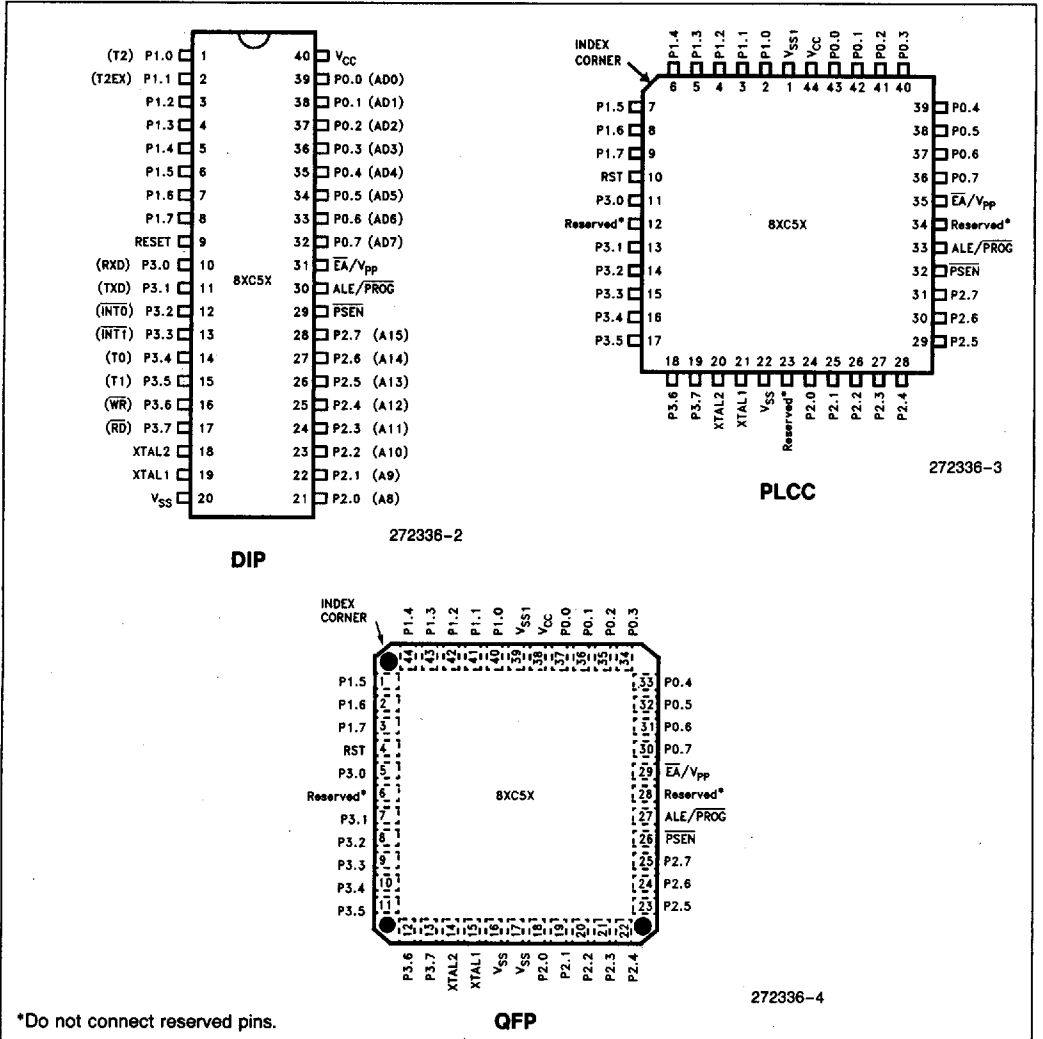 (T2) P1.0 1 40 VCC
(T2EX) P1.1 2 39 P0.0 (AD0)
P1.2 3 38 P0.1 (AD1)
P1.3 4 37 P0.2 (AD2)
P1.4 5 36 P0.3 (AD3)
P1.5 6 35 P0.4 (AD4)
P1.6 7 34 P0.5 (AD5)
P1.7 8 33 P0.6 (AD6)
RESET 9 32 P0.7 (AD7)
(RXD) P3.0 10 31 EA/VPP
8XC5X
(TXD) P3.1 11 30 ALE/PROG
(INT0) P3.2 12 29 PSEN
(INT1) P3.3 13 28 P2.7 (A15)
(T0) P3.4 14 27 P2.6 (A14)
(T1) P3.5 15 26 P2.5 (A13)
(WR) P3.6 16 25 P2.4 (A12)
(RD) P3.7 17 24 P2.3 (A11)
XTAL2 18 23 P2.2 (A10)
XTAL1 19 22 P2.1 (A9)
VSS 20 21 P2.0 (A8)
272336-2
DIP
INDEX
CORNER
P1.4 P1.3 P1.2 P1.1 P1.0 VSS1 VCC P0.0 P0.1 P0.2 P0.3
6 5 4 3 2 1 44 43 42 41 40
P1.5 7 39 P0.4
P1.6 8 38 P0.5
P1.7 9 37 P0.6
RST 10 36 P0.7
P3.0 11 35 EA/VPP
Reserved* 12 8XC5X 34 Reserved*
P3.1 13 33 ALE/PROG
P3.2 14 32 PSEN
P3.3 15 31 P2.7
P3.4 16 30 P2.6
P3.5 17 29 P2.5
18 19 20 21 22 23 24 25 26 27 28
P3.6 P3.7 XTAL2 XTAL1 VSS Reserved* P2.0 P2.1 P2.2 P2.3 P2.4
272336-3
PLCC
INDEX
CORNER
P1.4 P1.3 P1.2 P1.1 P1.0 VSS1 VCC P0.0 P0.1 P0.2 P0.3
44 43 42 41 40 39 38 37 36 35 34
P1.5 1 33 P0.4
P1.6 2 32 P0.5
P1.7 3 31 P0.6
RST 4 30 P0.7
P3.0 5 29 EA/VPP
Reserved* 6 8XC5X 28 Reserved*
P3.1 7 27 ALE/PROG
P3.2 8 26 PSEN
P3.3 9 25 P2.7
P3.4 10 24 P2.6
P3.5 11 23 P2.5
12 13 14 15 16 17 18 19 20 21 22
P3.6 P3.7 XTAL2 XTAL1 VSS VSS P2.0 P2.1 P2.2 P2.3 P2.4
272336-4
*Do not connect reserved pins.
QFP